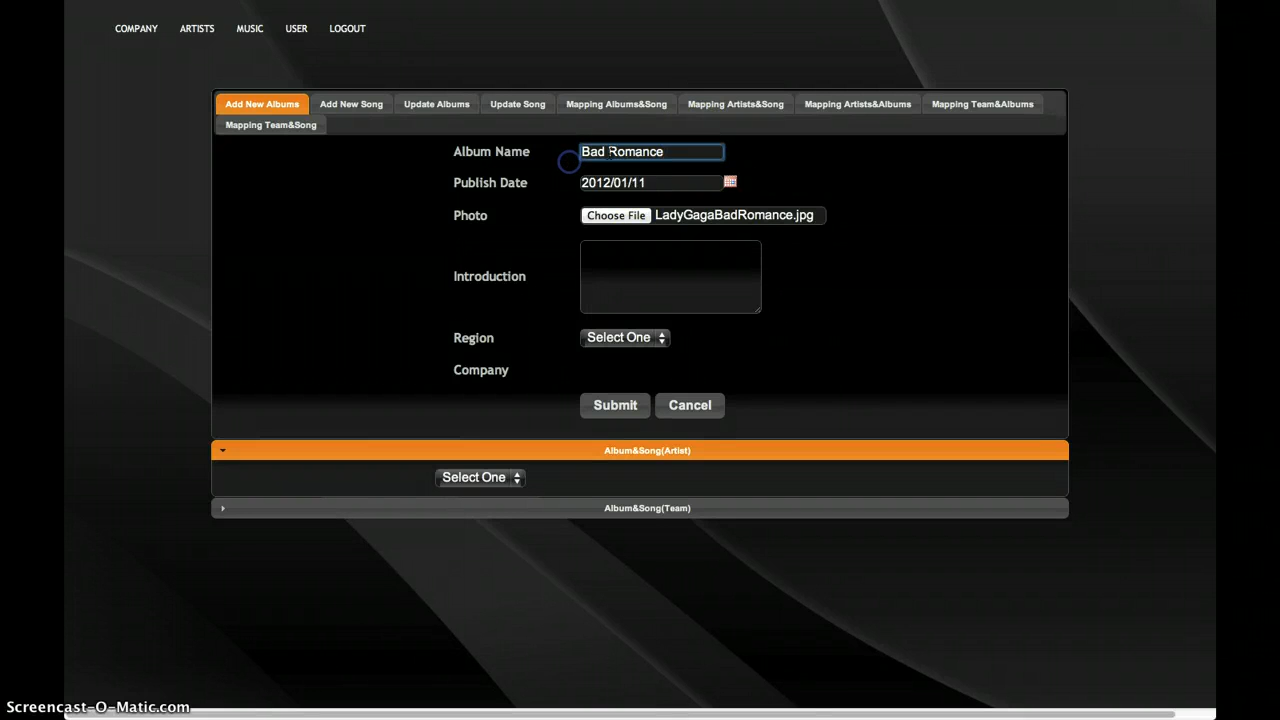 COMPANY ARTISTS MUSIC USER LOGOUT
Add New Albums Add New Song Update Albums Update Song Mapping Albums&Song Mapping Artists&Song Mapping Artists&Albums Mapping Team&Albums
Mapping Team&Song
Album Name Bad Romance
Publish Date 2012/01/11
Photo Choose File LadyGagaBadRomance.jpg
Introduction
Region Select One
Company
Submit Cancel
Album&Song(Artist)
Select One
Album&Song(Team)
Screencast-O-Matic.com